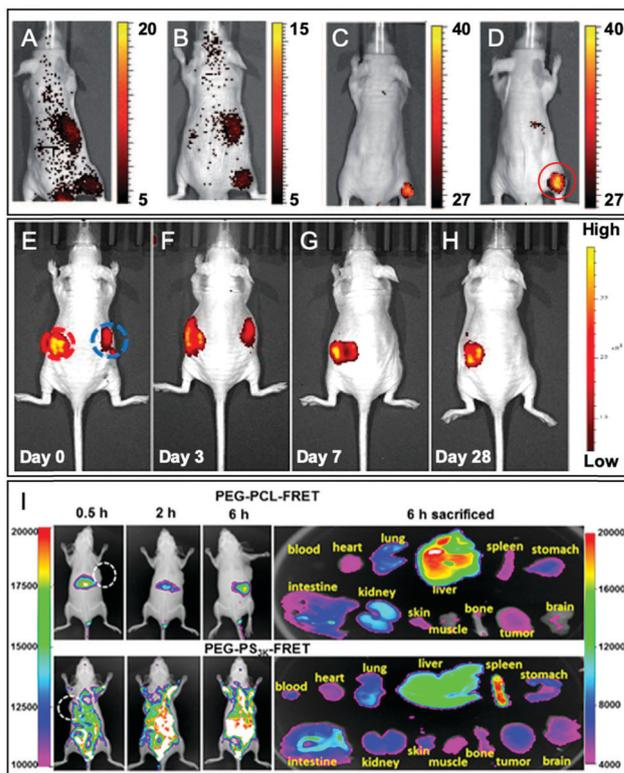 A B C D
20 15 40 40
5 5 27 27
E F G H High
Day 0 Day 3 Day 7 Day 28 Low
I PEG-PCL-FRET
0.5 h 2 h 6 h 6 h sacrificed
20000 17500 15000 12500 10000
blood heart lung liver spleen stomach
intestine kidney skin muscle bone tumor brain
20000 16000 12000 8000 4000
PEG-PS3K-FRET
blood heart lung liver spleen stomach
intestine kidney skin muscle bone tumor brain